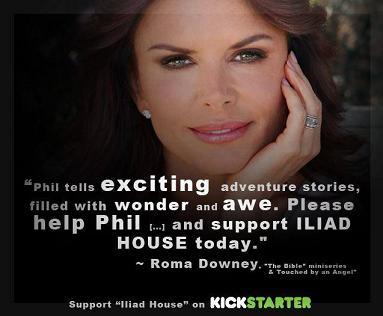 “Phil tells exciting adventure stories,
filled with wonder and awe. Please
help Phil [...] and support ILIAD
HOUSE today."
~ Roma Downey, "The Bible" miniseries
& Touched by an Angel"
Support “Iliad House” on KICKSTARTER